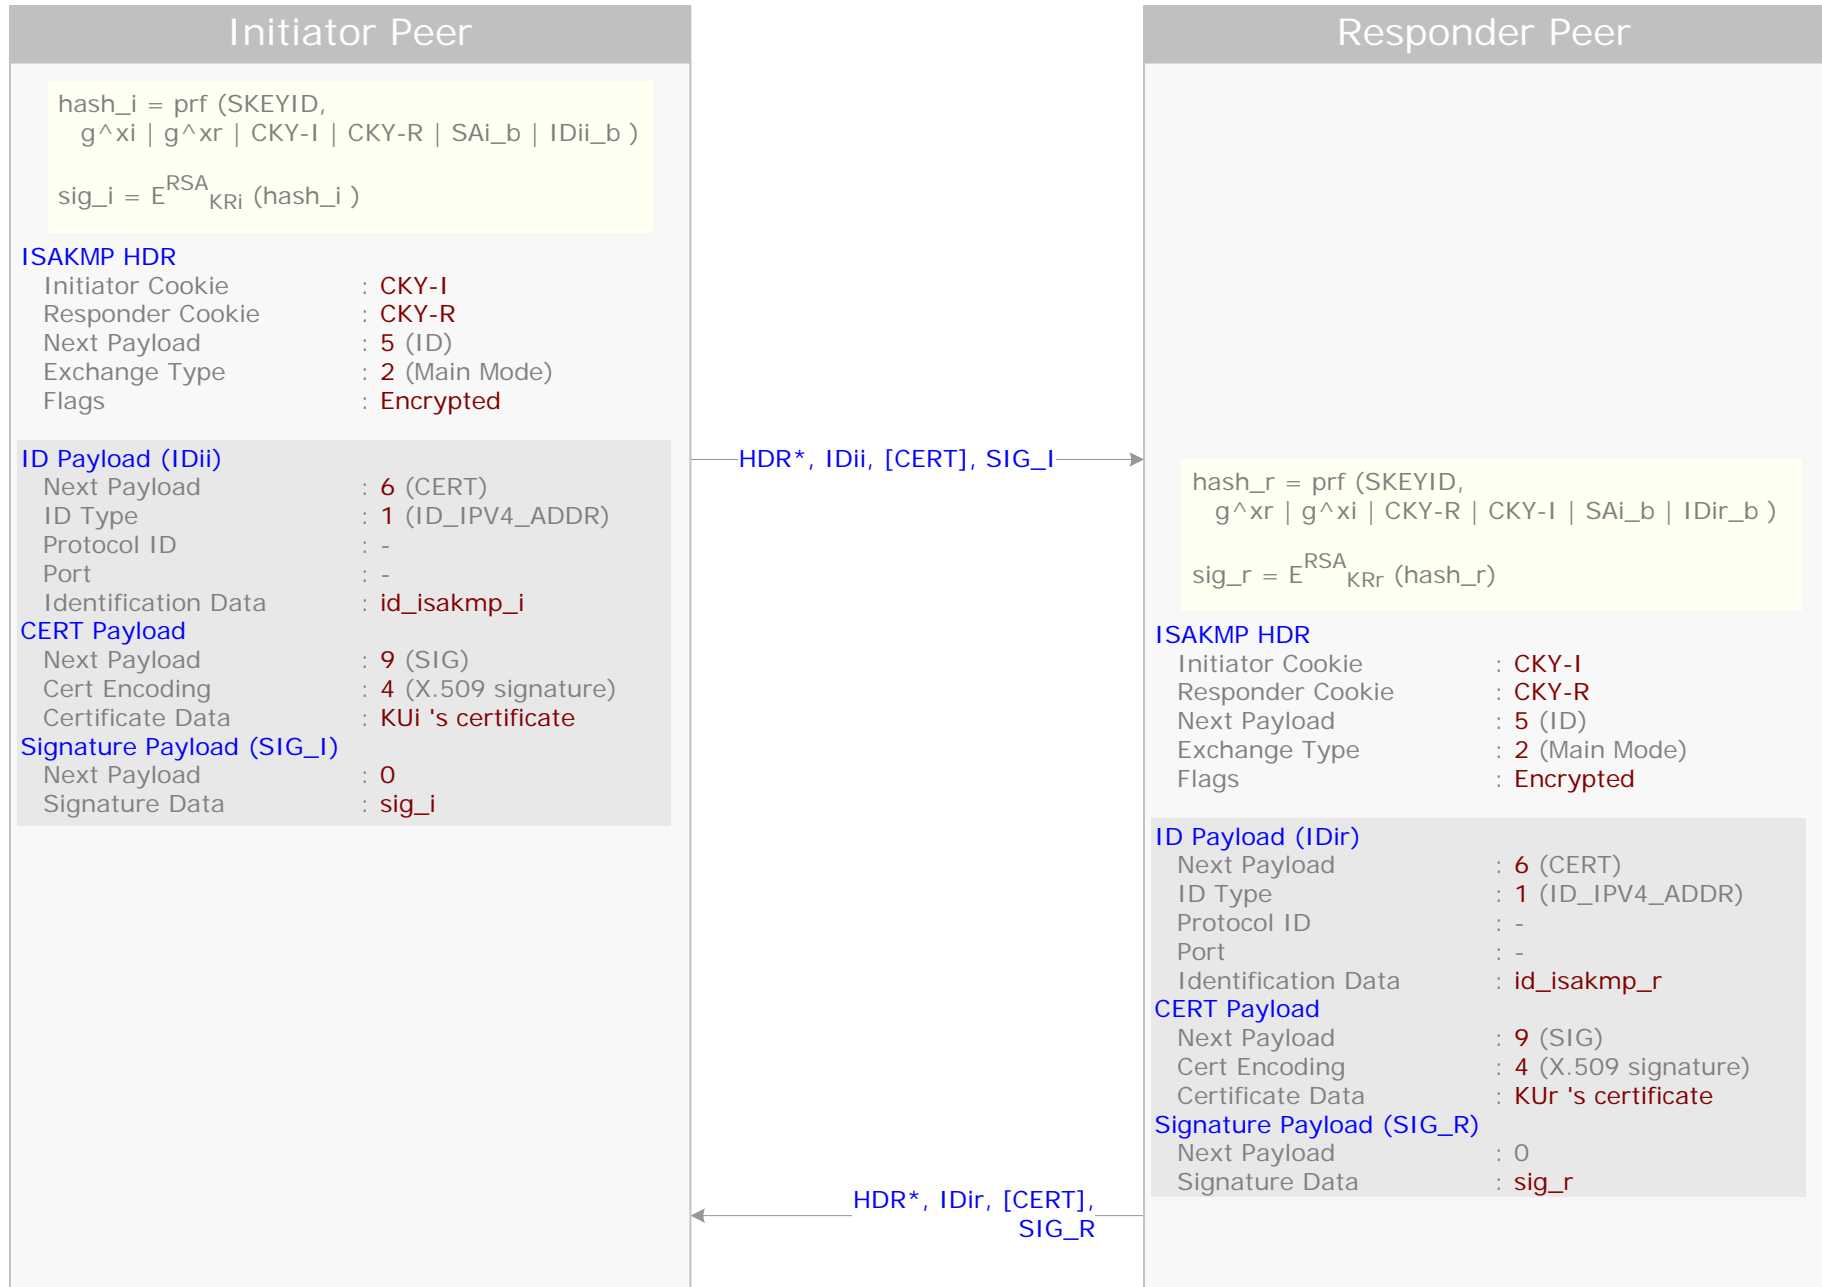 Initiator Peer
hash_i = prf (SKEYID,
g^xi | g^xr | CKY-I | CKY-R | SAi_b | IDii_b )
sig_i = E^RSA_KRi (hash_i )
ISAKMP HDR
Initiator Cookie : CKY-I
Responder Cookie : CKY-R
Next Payload : 5 (ID)
Exchange Type : 2 (Main Mode)
Flags : Encrypted
ID Payload (IDii)
Next Payload : 6 (CERT)
ID Type : 1 (ID_IPV4_ADDR)
Protocol ID : -
Port : -
Identification Data : id_isakmp_i
CERT Payload
Next Payload : 9 (SIG)
Cert Encoding : 4 (X.509 signature)
Certificate Data : KUi 's certificate
Signature Payload (SIG_I)
Next Payload : 0
Signature Data : sig_i
HDR*, IDii, [CERT], SIG_I
Responder Peer
hash_r = prf (SKEYID,
g^xr | g^xi | CKY-R | CKY-I | SAi_b | IDir_b )
sig_r = E^RSA_KRr (hash_r)
ISAKMP HDR
Initiator Cookie : CKY-I
Responder Cookie : CKY-R
Next Payload : 5 (ID)
Exchange Type : 2 (Main Mode)
Flags : Encrypted
ID Payload (IDir)
Next Payload : 6 (CERT)
ID Type : 1 (ID_IPV4_ADDR)
Protocol ID : -
Port : -
Identification Data : id_isakmp_r
CERT Payload
Next Payload : 9 (SIG)
Cert Encoding : 4 (X.509 signature)
Certificate Data : KUr 's certificate
Signature Payload (SIG_R)
Next Payload : 0
Signature Data : sig_r
HDR*, IDir, [CERT],
SIG_R